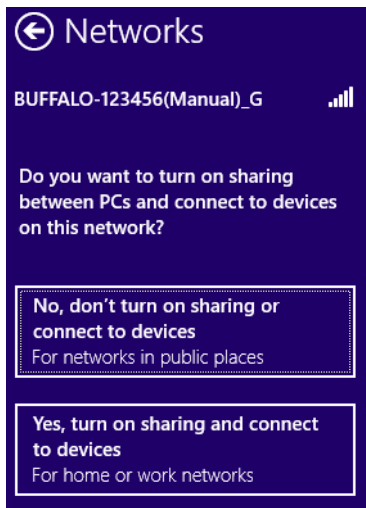 Networks
BUFFALO-123456(Manual)_G
Do you want to turn on sharing
between PCs and connect to devices
on this network?
No, don't turn on sharing or
connect to devices
For networks in public places
Yes, turn on sharing and connect
to devices
For home or work networks